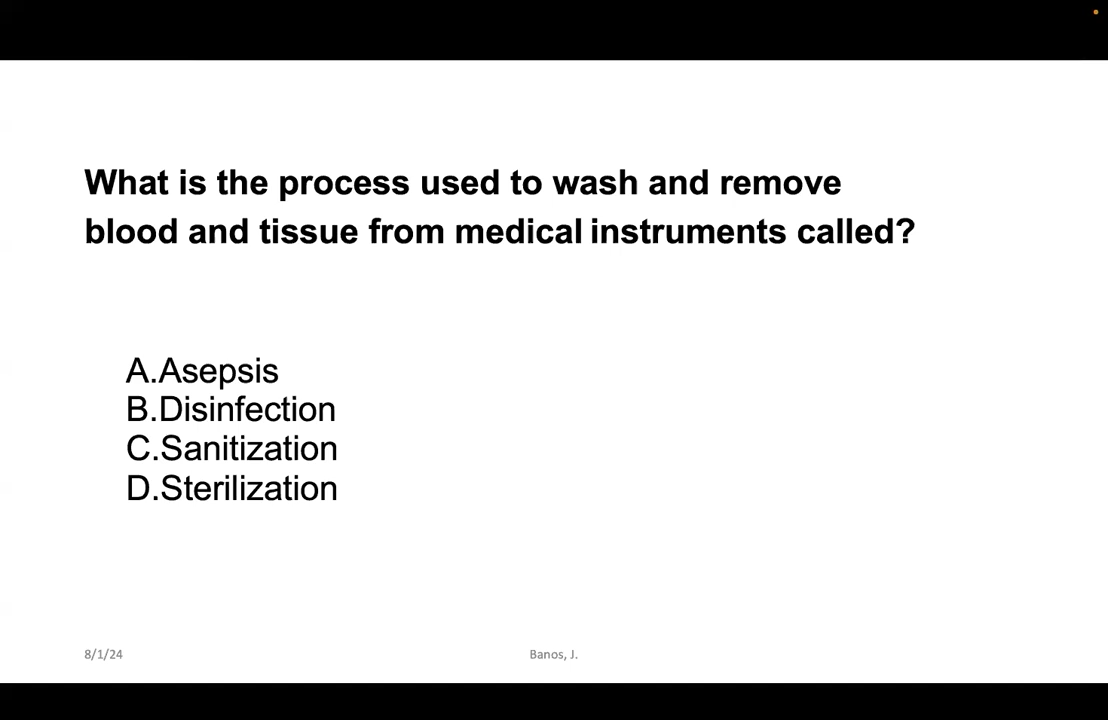 What is the process used to wash and remove
blood and tissue from medical instruments called?
A.Asepsis
B.Disinfection
C.Sanitization
D.Sterilization
8/1/24
Banos, J.